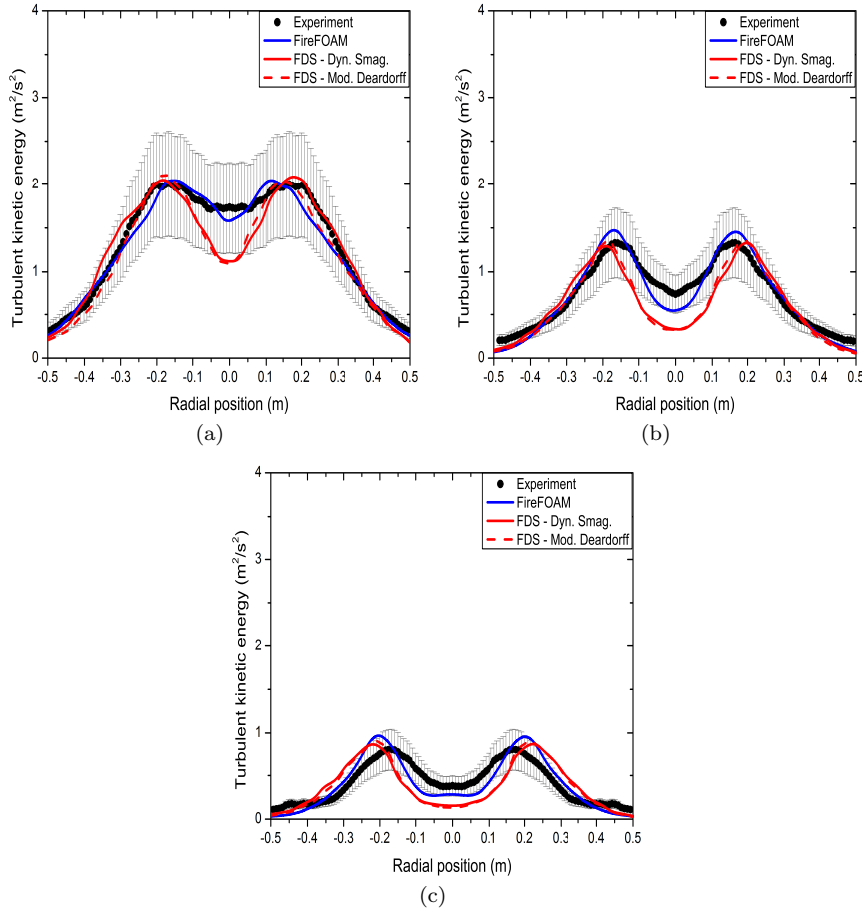 Experiment
FireFOAM
FDS - Dyn. Smag.
FDS - Mod. Deardorff
Turbulent kinetic energy (m²/s²)
4
3
2
1
0
-0.5 -0.4 -0.3 -0.2 -0.1 0.0 0.1 0.2 0.3 0.4 0.5
Radial position (m)
(a)
Experiment
FireFOAM
FDS - Dyn. Smag.
FDS - Mod. Deardorff
Turbulent kinetic energy (m²/s²)
4
3
2
1
0
-0.5 -0.4 -0.3 -0.2 -0.1 0.0 0.1 0.2 0.3 0.4 0.5
Radial position (m)
(b)
Experiment
FireFOAM
FDS - Dyn. Smag.
FDS - Mod. Deardorff
Turbulent kinetic energy (m²/s²)
4
3
2
1
0
-0.5 -0.4 -0.3 -0.2 -0.1 0.0 0.1 0.2 0.3 0.4 0.5
Radial position (m)
(c)